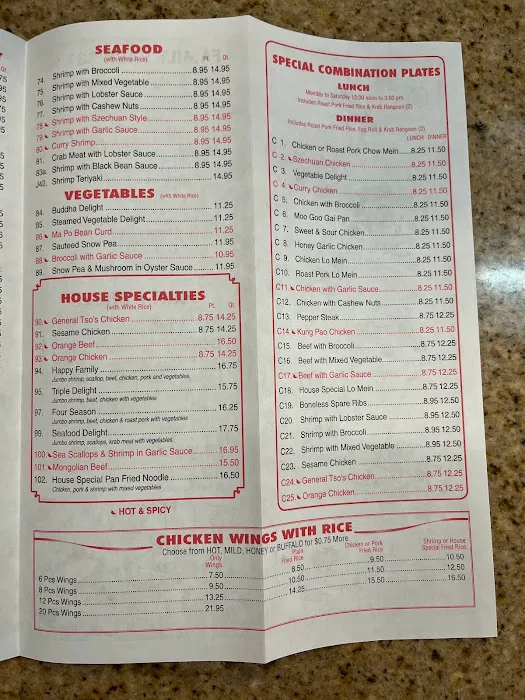 SEAFOOD
(with White Rice) Pt. Qt.
74. Shrimp with Broccoli 8.95 14.95
75. Shrimp with Mixed Vegetable 8.95 14.95
76. Shrimp with Lobster Sauce 8.95 14.95
77. Shrimp with Cashew Nuts 8.95 14.95
78. Shrimp with Szechuan Style 8.95 14.95
79. Shrimp with Garlic Sauce 8.95 14.95
80. Curry Shrimp 8.95 14.95
81. Crab Meat with Lobster Sauce 8.95 14.95
83a. Shrimp with Black Bean Sauce 8.95 14.95
J42. Shrimp Teriyaki 14.95
VEGETABLES (with White Rice)
84. Buddha Delight 11.25
85. Steamed Vegetable Delight 11.25
86. Ma Po Bean Curd 11.25
87. Sauteed Snow Pea 11.95
88. Broccoli with Garlic Sauce 10.95
89. Snow Pea & Mushroom in Oyster Sauce 11.95
HOUSE SPECIALTIES
(with White Rice) Pt. Qt.
90. General Tso's Chicken 8.75 14.25
91. Sesame Chicken 8.75 14.25
92. Orange Beef 16.50
93. Orange Chicken 8.75 14.25
94. Happy Family 16.75
Jumbo shrimp, scallop, beef, chicken, pork and vegetables,
95. Triple Delight 15.75
Jumbo shrimp, beef, chicken with vegetables
97. Four Season 16.25
Jumbo shrimp, beef, chicken & roast pork with vegetables
99. Seafood Delight 17.75
Jumbo shrimp, scallops, krab meat with vegetables
100. Sea Scallops & Shrimp in Garlic Sauce 16.95
101. Mongolian Beef 15.50
102. House Special Pan Fried Noodle 16.50
Chicken, pork & shrimp with mixed vegetables
HOT & SPICY
SPECIAL COMBINATION PLATES
LUNCH
Monday to Saturday 12:00 noon to 3:00 pm
Includes Roast Pork Fried Rice & Krab Rangoon (2)
DINNER
Includes Roast Pork Fried Rice, Egg Roll & Krab Rangoon (2)
LUNCH DINNER
C 1. Chicken or Roast Pork Chow Mein 8.25 11.50
C 2. Szechuan Chicken 8.25 11.50
C 3. Vegetable Delight 8.25 11.50
C 4. Curry Chicken 8.25 11.50
C 5. Chicken with Broccoli 8.25 11.50
C 6. Moo Goo Gai Pan 8.25 11.50
C 7. Sweet & Sour Chicken 8.25 11.50
C 8. Honey Garlic Chicken 8.25 11.50
C 9. Chicken Lo Mein 8.25 11.50
C10. Roast Pork Lo Mein 8.25 11.50
C11. Chicken with Garlic Sauce 8.25 11.50
C12. Chicken with Cashew Nuts 8.25 11.50
C13. Pepper Steak 8.75 12.25
C14. Kung Pao Chicken 8.25 11.50
C15. Beef with Broccoli 8.75 12.25
C16. Beef with Mixed Vegetable 8.75 12.25
C17. Beef with Garlic Sauce 8.75 12.25
C18. House Special Lo Mein 8.75 12.25
C19. Boneless Spare Ribs 8.95 12.50
C20. Shrimp with Lobster Sauce 8.95 12.50
C21. Shrimp with Broccoli 8.95 12.50
C22. Shrimp with Mixed Vegetable 8.95 12.50
C23. Sesame Chicken 8.75 12.25
C24. General Tso's Chicken 8.75 12.25
C25. Orange Chicken 8.75 12.25
CHICKEN WINGS WITH RICE
Choose from HOT, MILD, HONEY or BUFFALO for $0.75 More
Only Wings Plain Fried Rice Chicken or Pork Fried Rice Shrimp or House Special Fried Rice
6 Pcs Wings 7.50 8.50 9.50 10.50
8 Pcs Wings 9.50 10.50 11.50 12.50
12 Pcs Wings 13.25 14.25 15.50 16.50
20 Pcs Wings 21.95